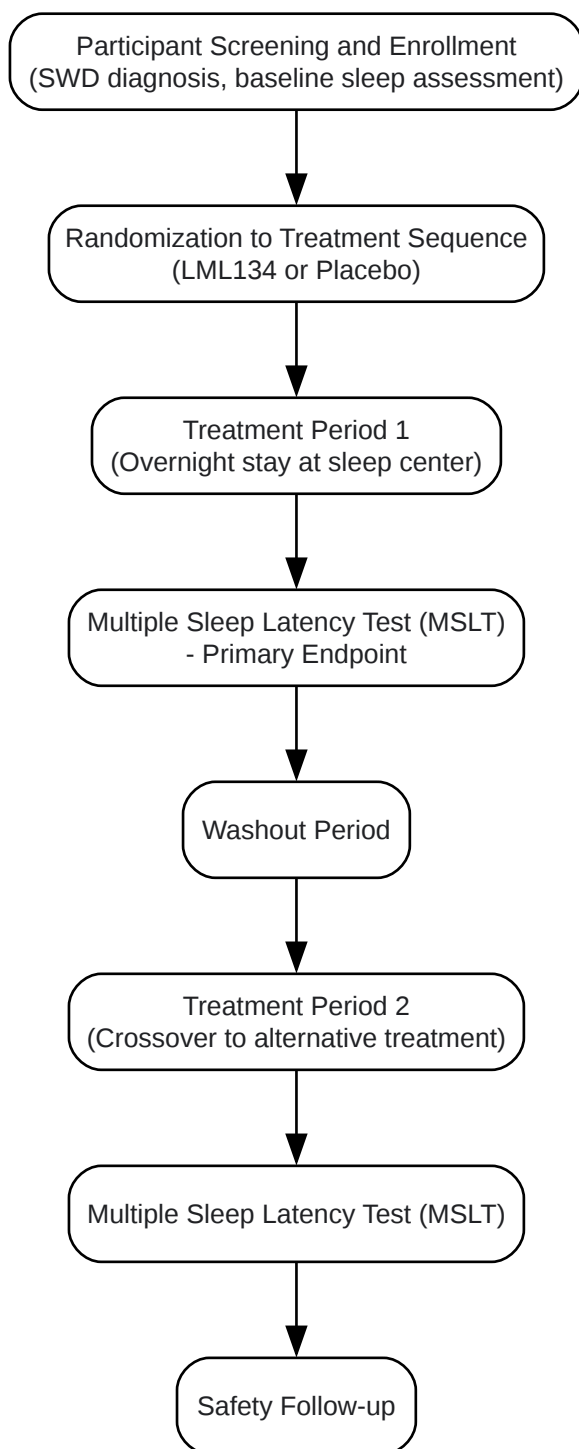 Participant Screening and Enrollment
(SWD diagnosis, baseline sleep assessment)
Randomization to Treatment Sequence
(LML134 or Placebo)
Treatment Period 1
(Overnight stay at sleep center)
Multiple Sleep Latency Test (MSLT)
- Primary Endpoint
Washout Period
Treatment Period 2
(Crossover to alternative treatment)
Multiple Sleep Latency Test (MSLT)
Safety Follow-up